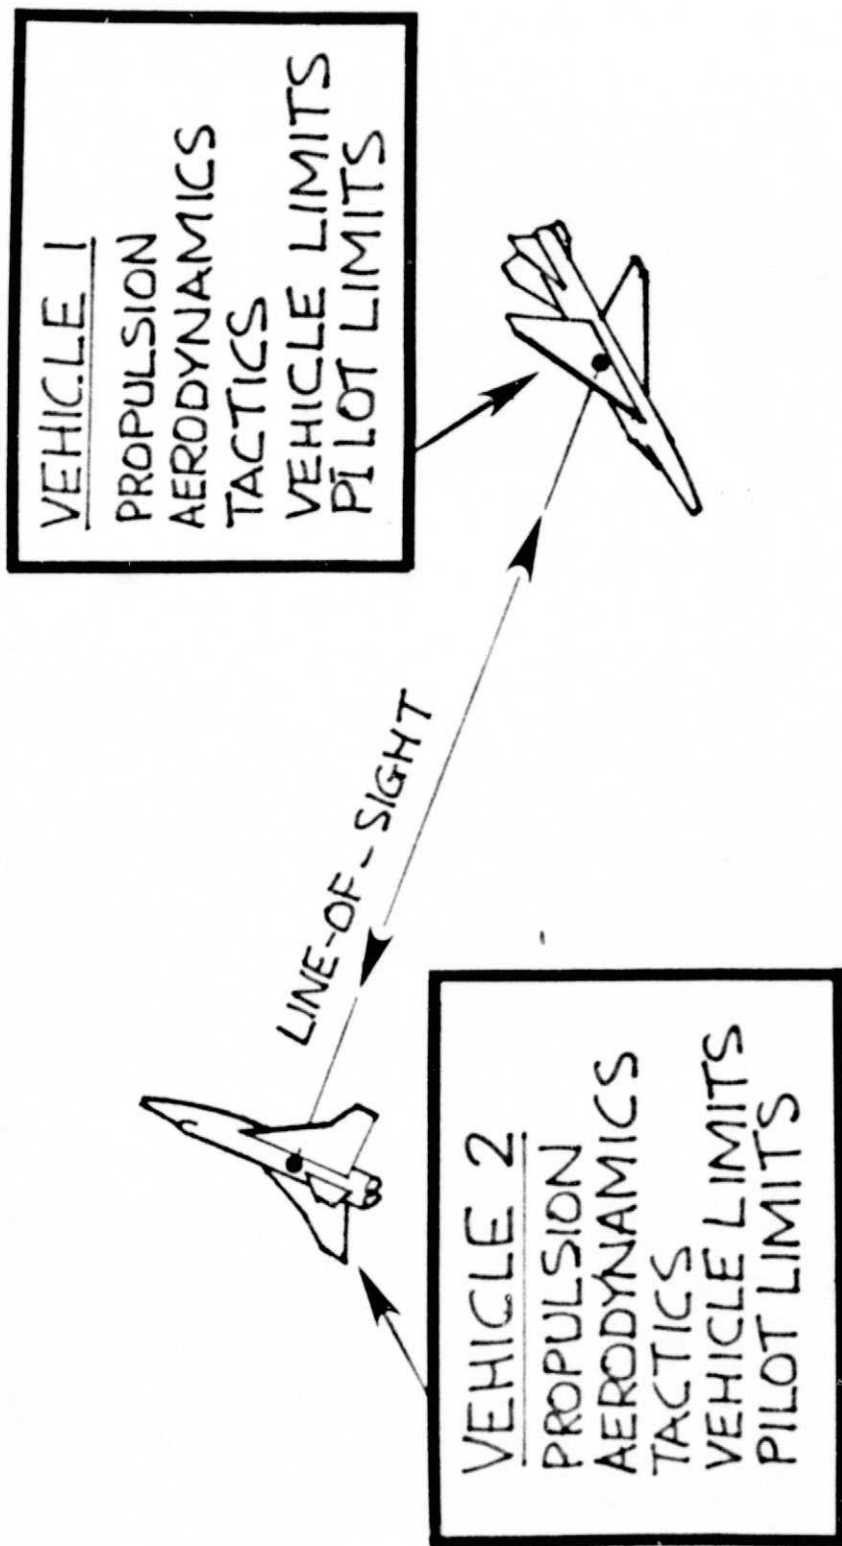 VEHICLE 1
PROPULSION
AERODYNAMICS
TACTICS
VEHICLE LIMITS
PILOT LIMITS
LINE-OF-SIGHT
VEHICLE 2
PROPULSION
AERODYNAMICS
TACTICS
VEHICLE LIMITS
PILOT LIMITS